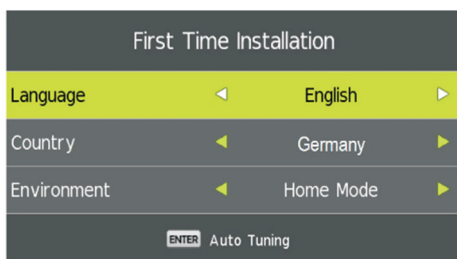 First Time Installation
Language English
Country Germany
Environment Home Mode
ENTER Auto Tuning